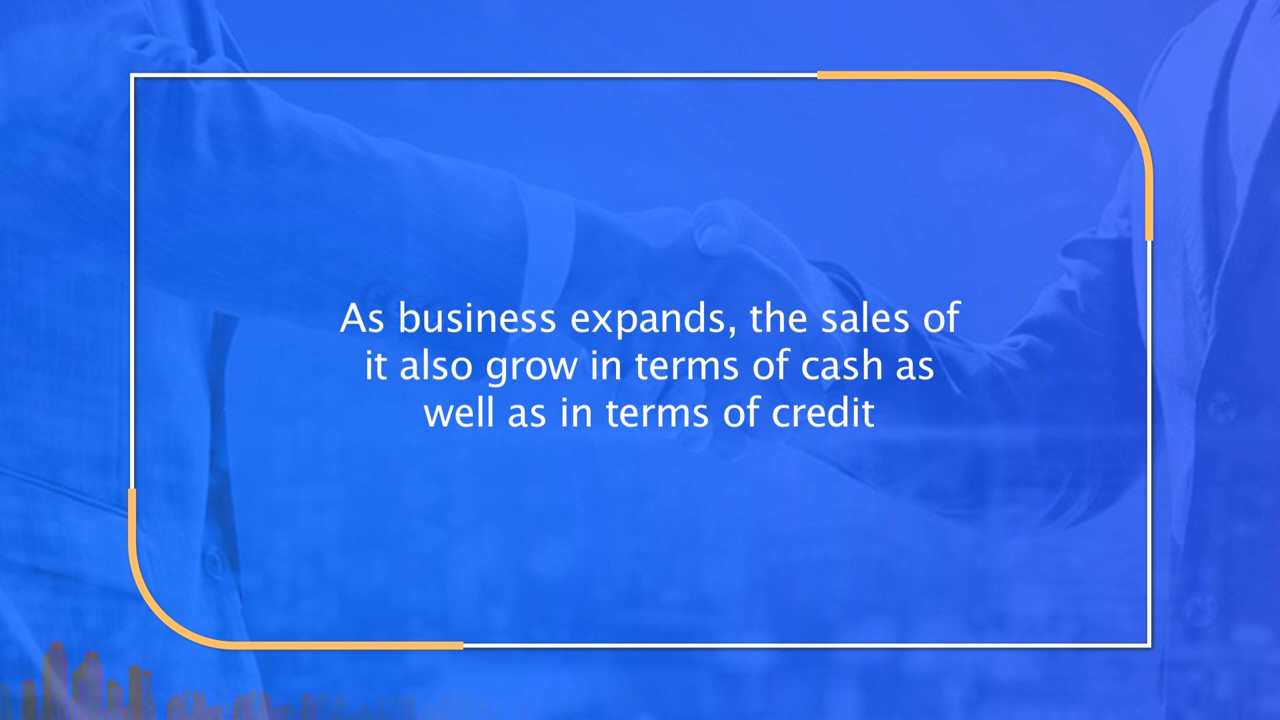 As business expands, the sales of
it also grow in terms of cash as
well as in terms of credit